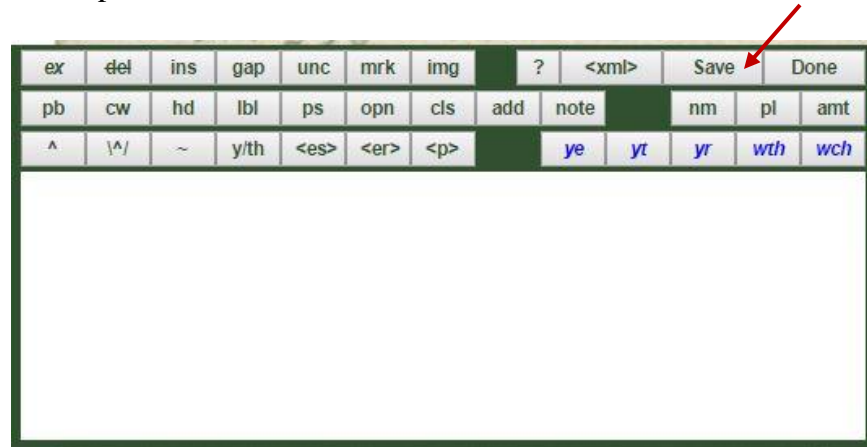 ex del ins gap unc mrk img ? <xml> Save Done
pb cw hd lbl ps opn cls add note nm pl amt
^ \^/ ~ y/th <es> <er> <p> ye yt yr wth wch